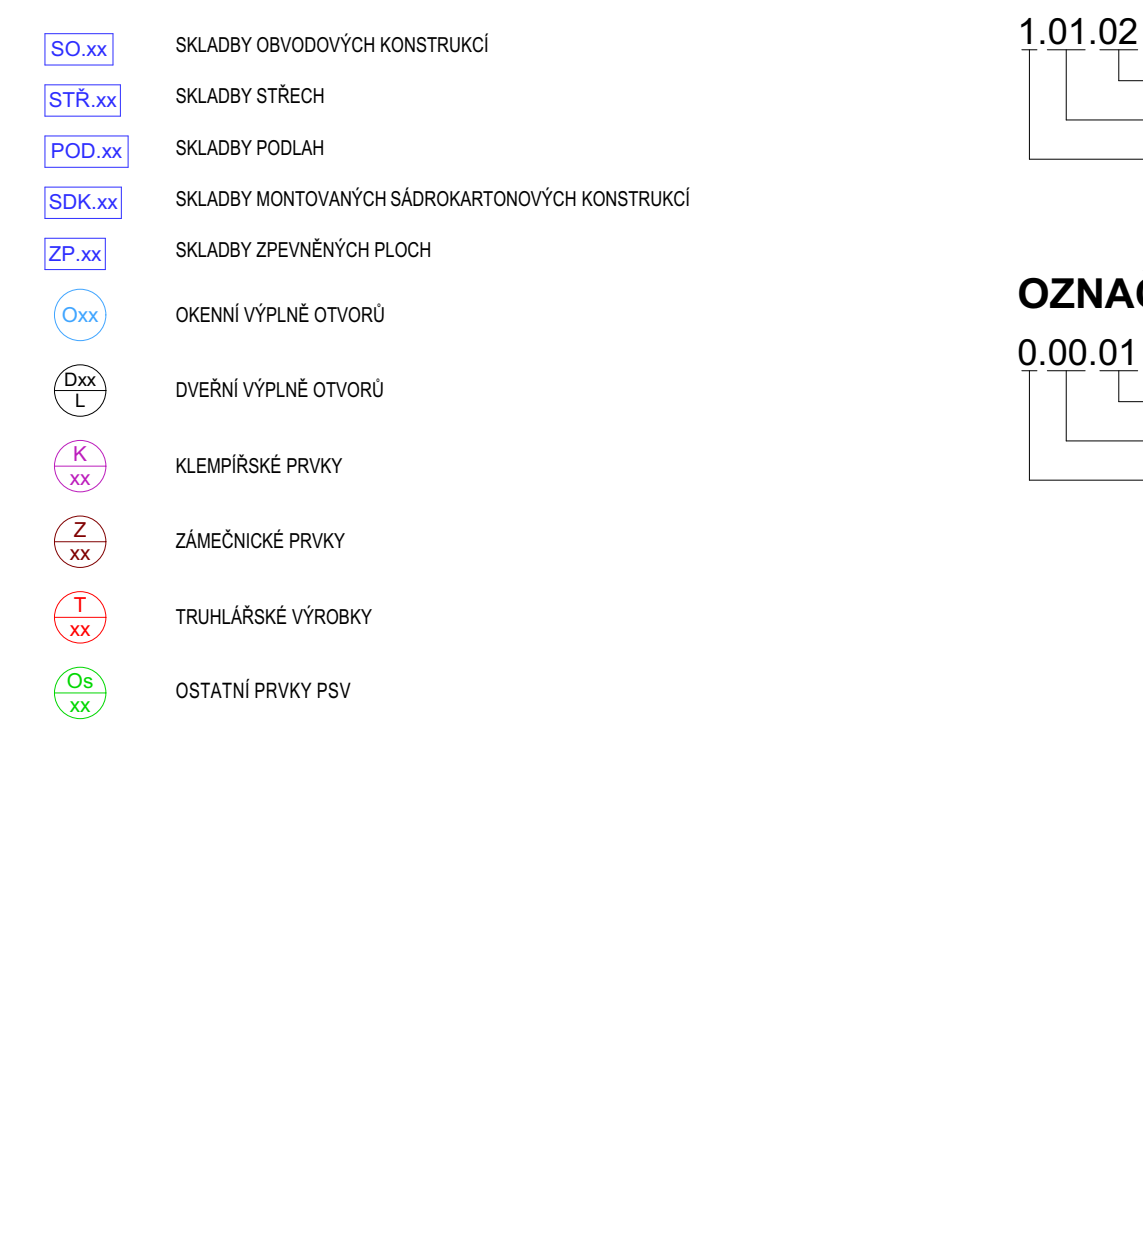 SO.xx SKLADBY OBVODOVÝCH KONSTRUKCÍ
STŘ.xx SKLADBY STŘECH
POD.xx SKLADBY PODLAH
SDK.xx SKLADBY MONTOVANÝCH SÁDROKARTONOVÝCH KONSTRUKCÍ
ZP.xx SKLADBY ZPEVNĚNÝCH PLOCH
Oxx OKENNÍ VÝPLNĚ OTVORŮ
Dxx
L
DVEŘNÍ VÝPLNĚ OTVORŮ
K
xx
KLEMPÍŘSKÉ PRVKY
Z
xx
ZÁMEČNICKÉ PRVKY
T
xx
TRUHLÁŘSKÉ VÝROBKY
Os
xx
OSTATNÍ PRVKY PSV
1.01.02
0.00.01